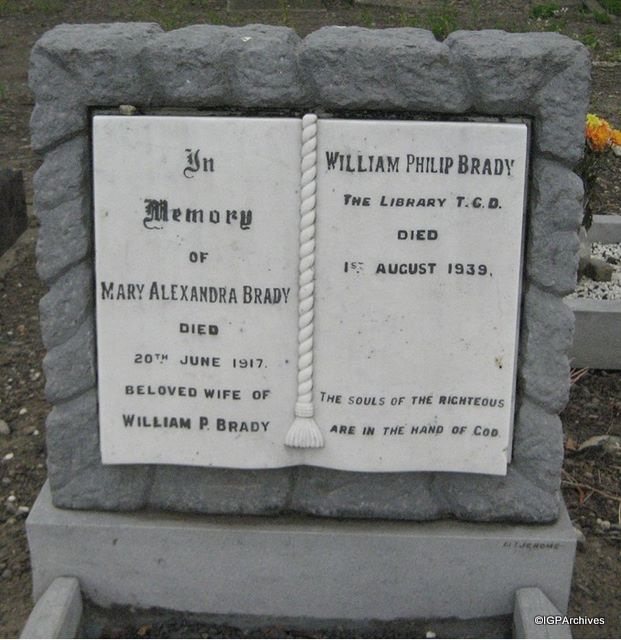 In
Memory
OF
MARY ALEXANDRA BRADY
DIED
20TH JUNE 1917.
BELOVED WIFE OF
WILLIAM P. BRADY
WILLIAM PHILIP BRADY
THE LIBRARY T.C.D.
DIED
1ST AUGUST 1939.
THE SOULS OF THE RIGHTEOUS
ARE IN THE HAND OF GOD.
©IGPArchives